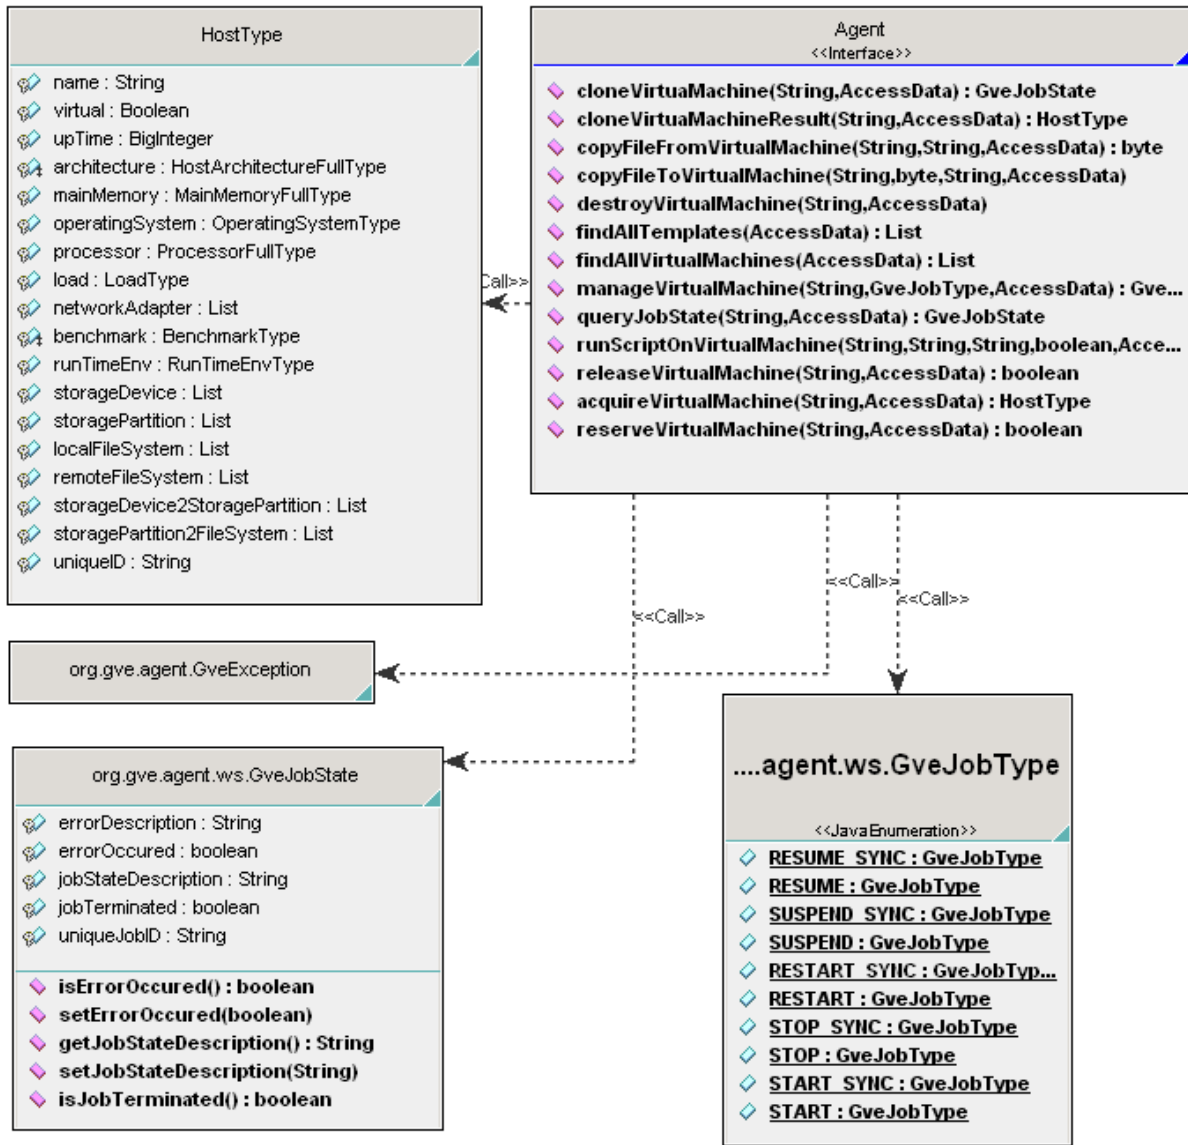 HostType
name : String
virtual : Boolean
upTime : BigInteger
architecture : HostArchitectureFullType
mainMemory : MainMemoryFullType
operatingSystem : OperatingSystemType
processor : ProcessorFullType
load : LoadType
networkAdapter : List
benchmark : BenchmarkType
runTimeEnv : RunTimeEnvType
storageDevice : List
storagePartition : List
localFileSystem : List
remoteFileSystem : List
storageDevice2StoragePartition : List
storagePartition2FileSystem : List
uniqueID : String
Call>>
Agent
<<Interface>>
cloneVirtuaMachine(String,AccessData) : GveJobState
cloneVirtuaMachineResult(String,AccessData) : HostType
copyFileFromVirtualMachine(String,String,AccessData) : byte
copyFileToVirtualMachine(String,byte,String,AccessData)
destroyVirtualMachine(String,AccessData)
findAllTemplates(AccessData) : List
findAllVirtualMachines(AccessData) : List
manageVirtualMachine(String,GveJobType,AccessData) : Gve...
queryJobState(String,AccessData) : GveJobState
runScriptOnVirtualMachine(String,String,String,boolean,Acce...
releaseVirtualMachine(String,AccessData) : boolean
acquireVirtualMachine(String,AccessData) : HostType
reserveVirtualMachine(String,AccessData) : boolean
<<Call>>
<<Call>>
<<Call>>
org.gve.agent.GveException
org.gve.agent.ws.GveJobState
errorDescription : String
errorOccured : boolean
jobStateDescription : String
jobTerminated : boolean
uniqueJobID : String
isErrorOccured() : boolean
setErrorOccured(boolean)
getJobStateDescription() : String
setJobStateDescription(String)
isJobTerminated() : boolean
....agent.ws.GveJobType
<<JavaEnumeration>>
RESUME_SYNC : GveJobType
RESUME : GveJobType
SUSPEND_SYNC : GveJobType
SUSPEND : GveJobType
RESTART_SYNC : GveJobTyp...
RESTART : GveJobType
STOP_SYNC : GveJobType
STOP : GveJobType
START_SYNC : GveJobType
START : GveJobType